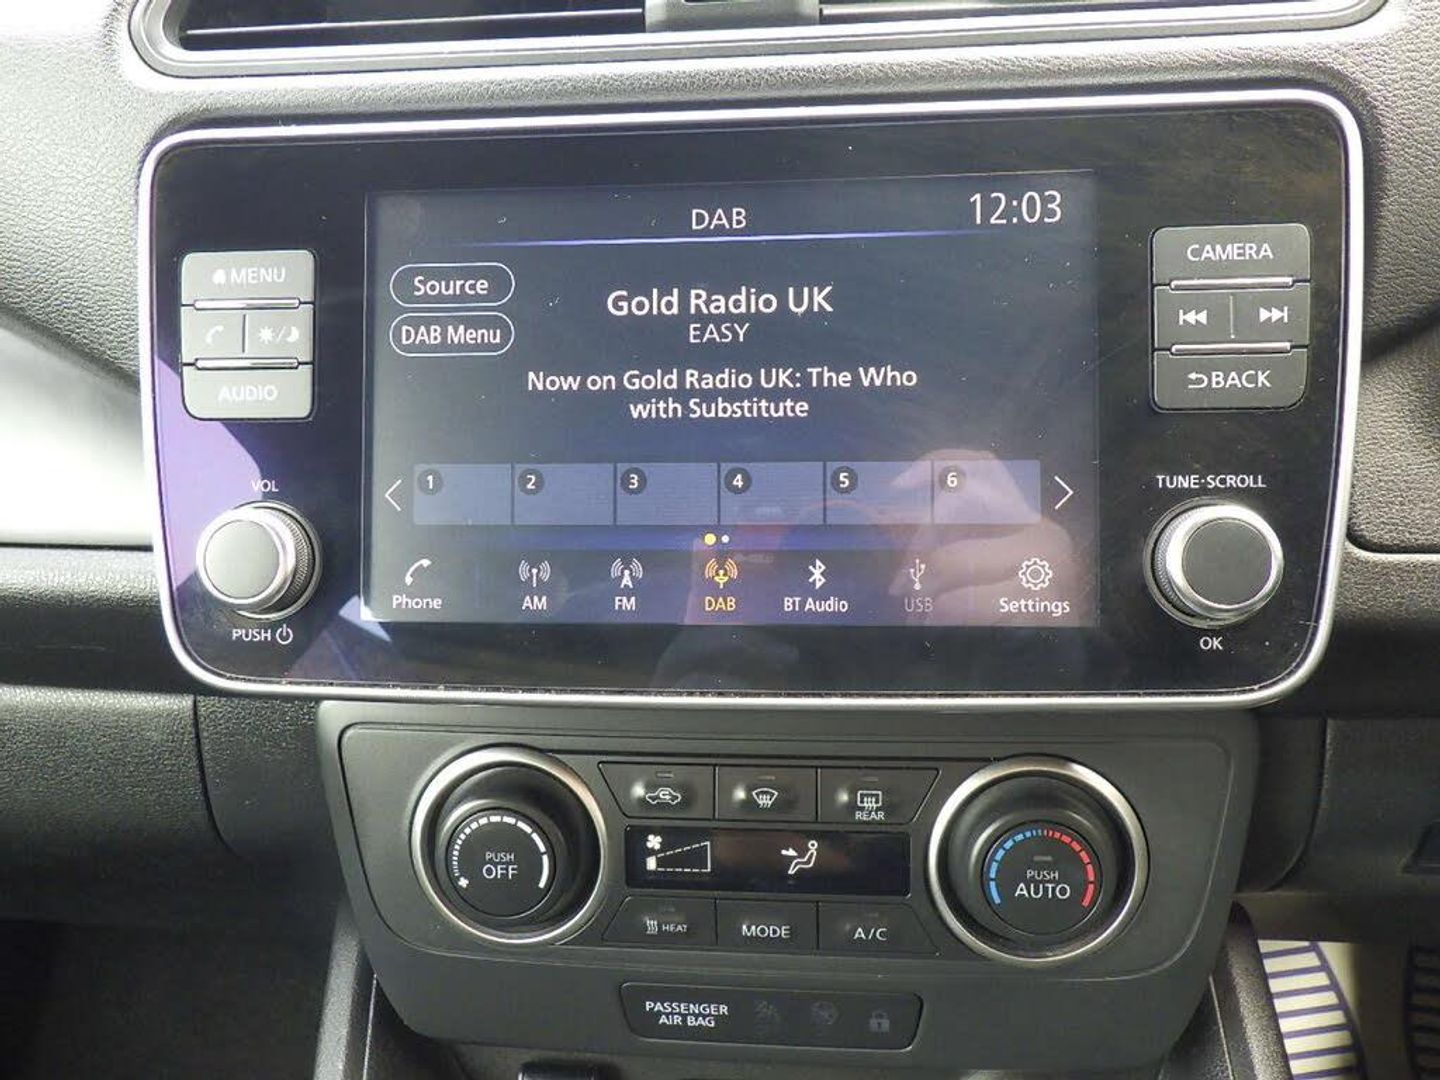 DAB
12:03
MENU
AUDIO
VOL
PUSH
Source
DAB Menu
Gold Radio UK
EASY
Now on Gold Radio UK: The Who
with Substitute
1 2 3 4 5 6
Phone AM FM DAB BT Audio USB Settings
CAMERA
BACK
TUNE·SCROLL
OK
PUSH
OFF
REAR
HEAT
MODE
A/C
PUSH
AUTO
PASSENGER
AIR BAG